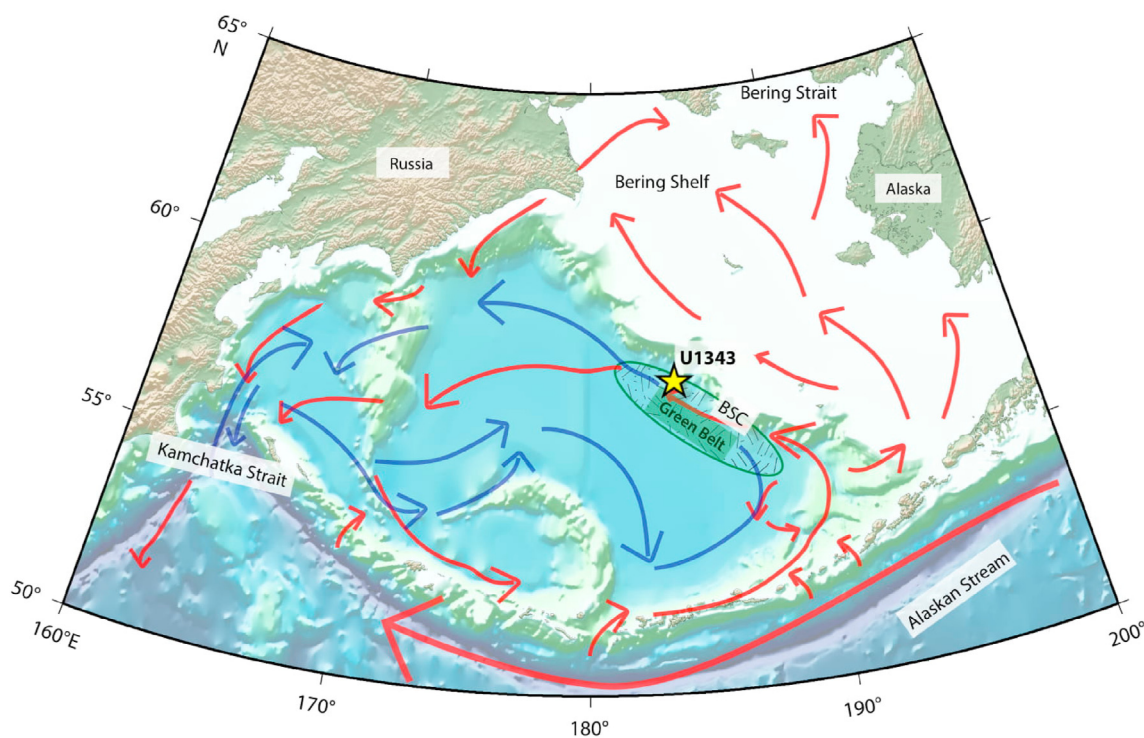 65°
N
Bering Strait
Russia
Bering Shelf
Alaska
60°
U1343
55°
BSC
Green Belt
Kamchatka Strait
Alaskan Stream
50°
160°E
200°
170°
190°
180°